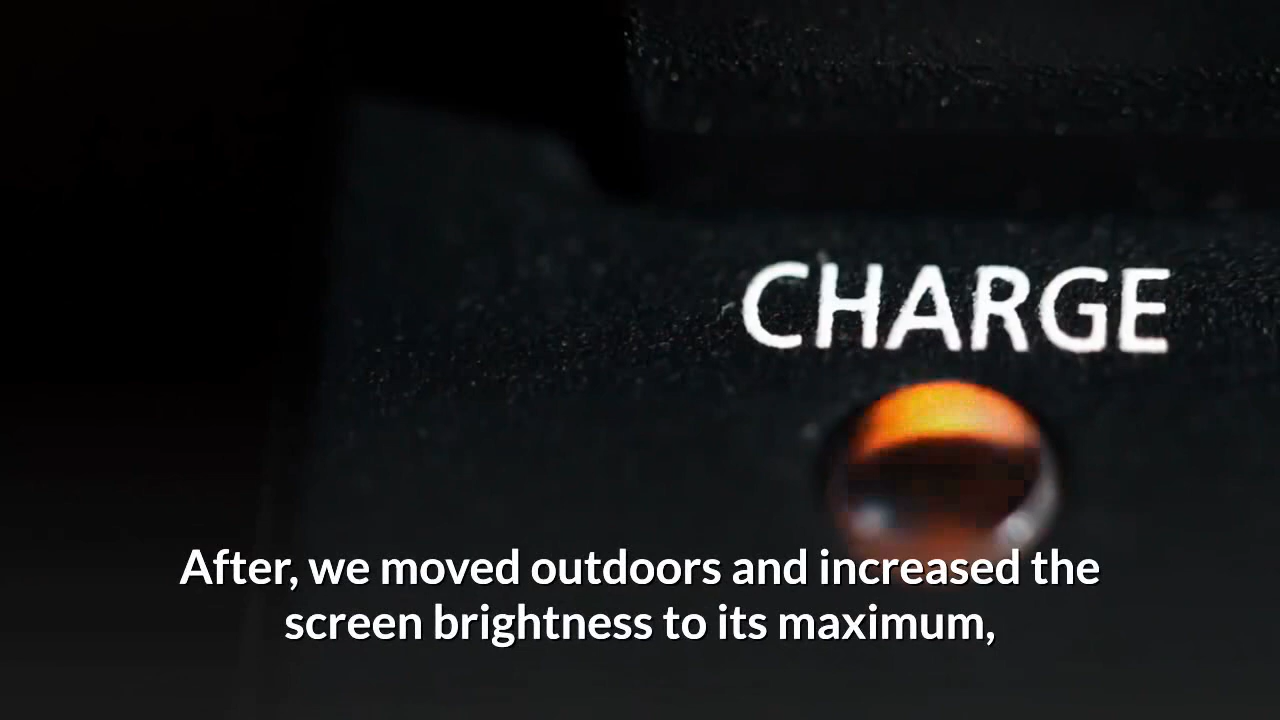 CHARGE
After, we moved outdoors and increased the
screen brightness to its maximum,